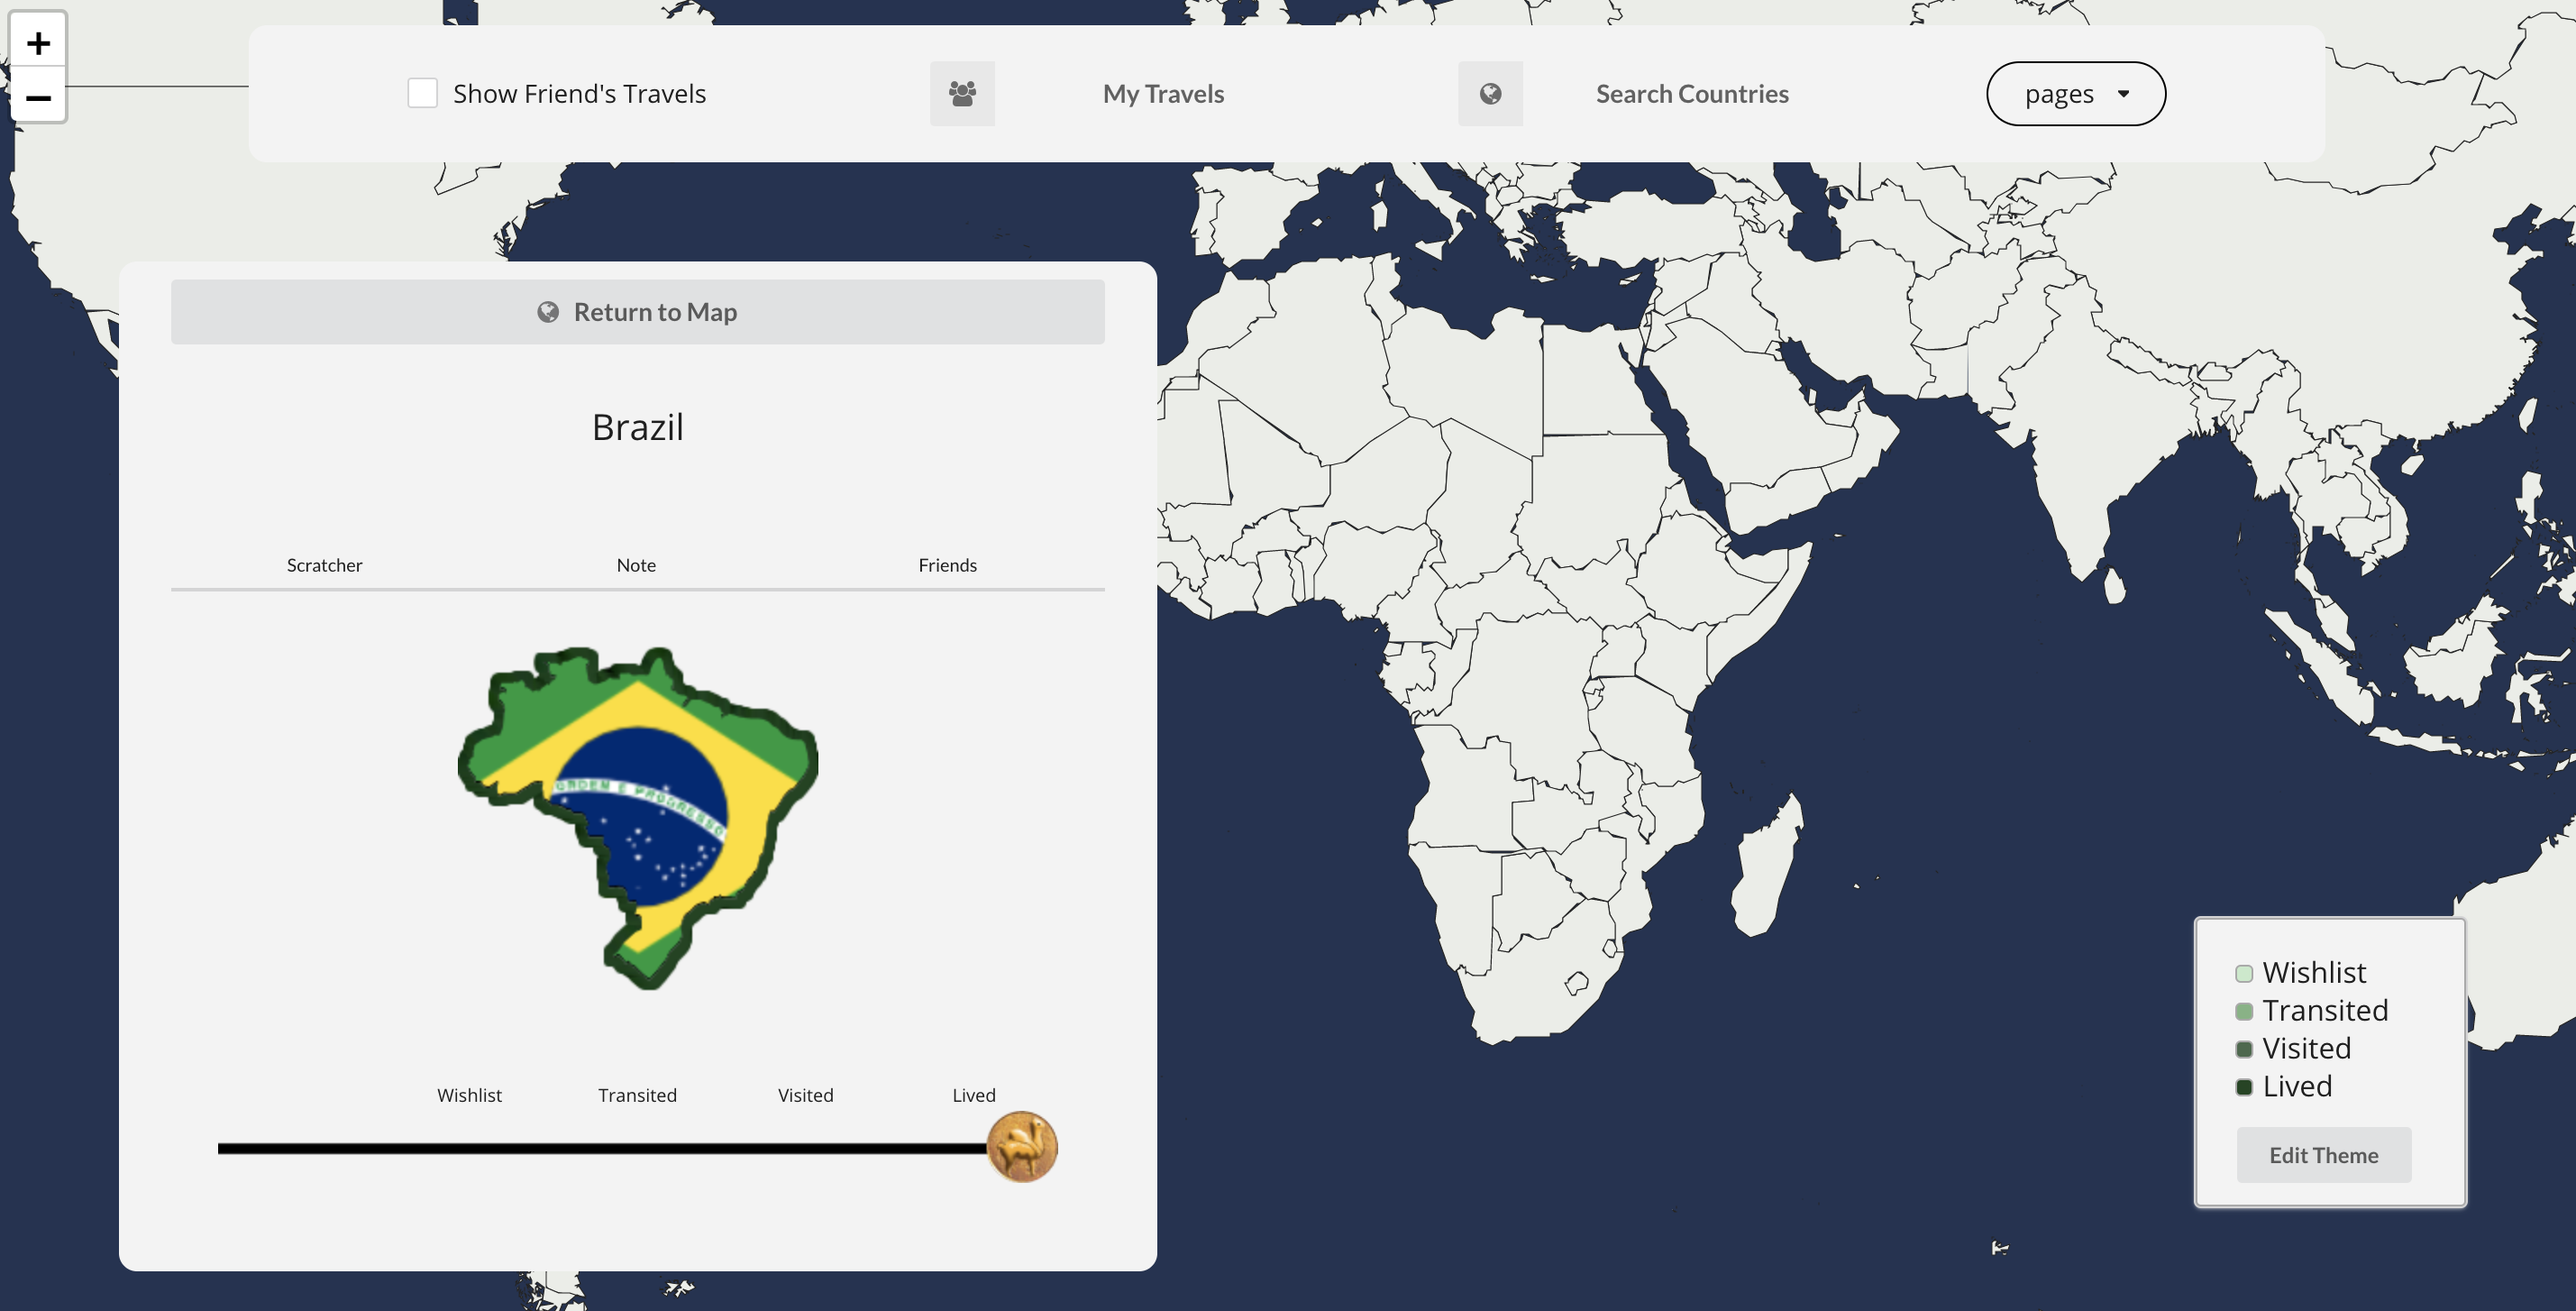 +
−
Show Friend's Travels
My Travels
Search Countries
pages
Return to Map
Brazil
Scratcher Note Friends
ORDEM E PROGRESSO
Wishlist Transited Visited Lived
Wishlist
Transited
Visited
Lived
Edit Theme